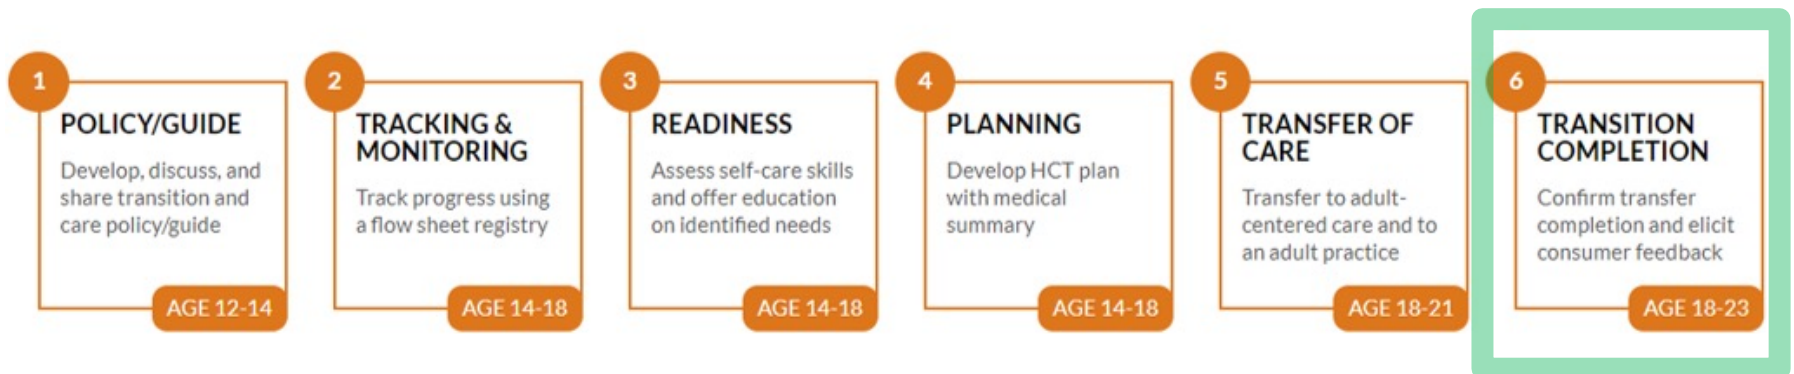 1
POLICY/GUIDE
Develop, discuss, and
share transition and
care policy/guide
AGE 12-14
2
TRACKING &
MONITORING
Track progress using
a flow sheet registry
AGE 14-18
3
READINESS
Assess self-care skills
and offer education
on identified needs
AGE 14-18
4
PLANNING
Develop HCT plan
with medical
summary
AGE 14-18
5
TRANSFER OF
CARE
Transfer to adult-
centered care and to
an adult practice
AGE 18-21
6
TRANSITION
COMPLETION
Confirm transfer
completion and elicit
consumer feedback
AGE 18-23